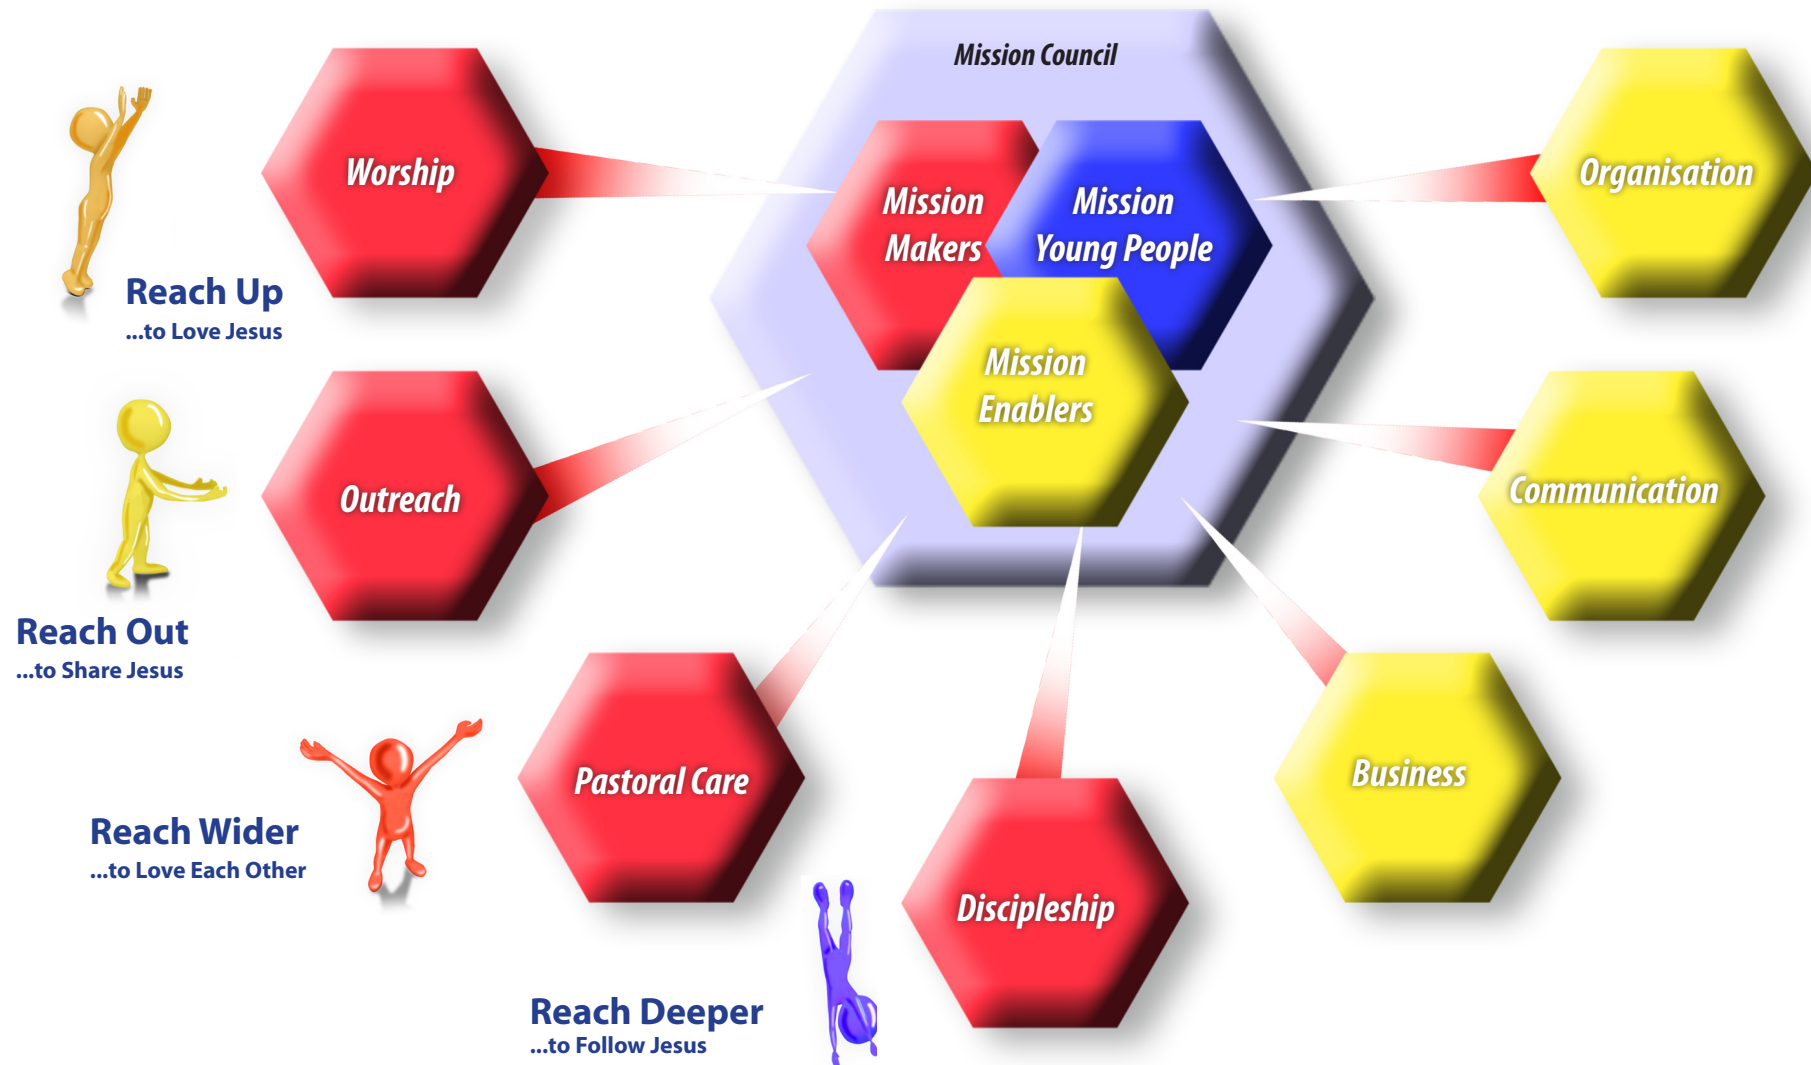 Mission Council
Worship
Mission
Makers
Mission
Young People
Mission
Enablers
Organisation
Reach Up
...to Love Jesus
Outreach
Communication
Reach Out
...to Share Jesus
Pastoral Care
Business
Reach Wider
...to Love Each Other
Discipleship
Reach Deeper
...to Follow Jesus